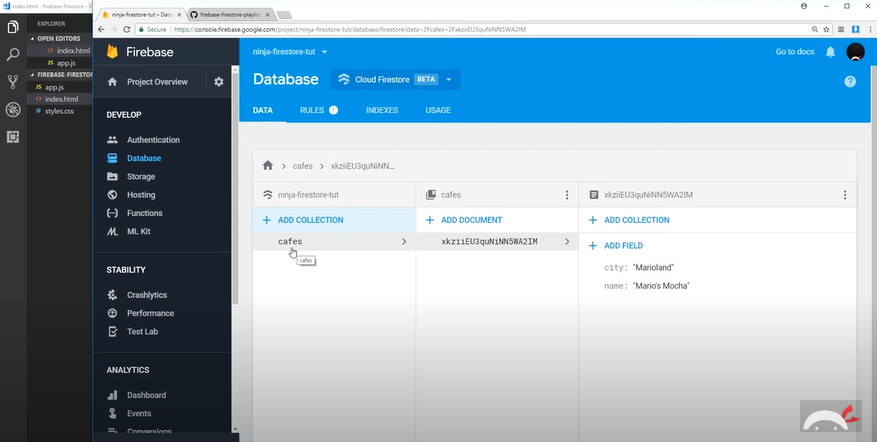 index.html - firebase-firestore - V
EXPLORER
OPEN EDITORS
index.html
app.js
FIREBASE-FIRESTOR
app.js
index.html
styles.css
ninja-firestore-tut – Data
firebase-firestore-playlis
Secure
https://console.firebase.google.com/project/ninja-firestore-tut/database/firestore/data~2Fcafes~2FxkziiEU3quNiNN5WA2IM
Firebase
ninja-firestore-tut
Go to docs
Project Overview
Database
Cloud Firestore
BETA
DATA
RULES
INDEXES
USAGE
DEVELOP
Authentication
Database
Storage
Hosting
Functions
ML Kit
STABILITY
Crashlytics
Performance
Test Lab
ANALYTICS
Dashboard
Events
Conversions
cafes
xkziiEU3quNiNN...
ninja-firestore-tut
cafes
xkziiEU3quNiNN5WA2IM
ADD COLLECTION
ADD DOCUMENT
ADD COLLECTION
cafes
xkziiEU3quNiNN5WA2IM
ADD FIELD
cafes
city: "Marioland"
name: "Mario's Mocha"